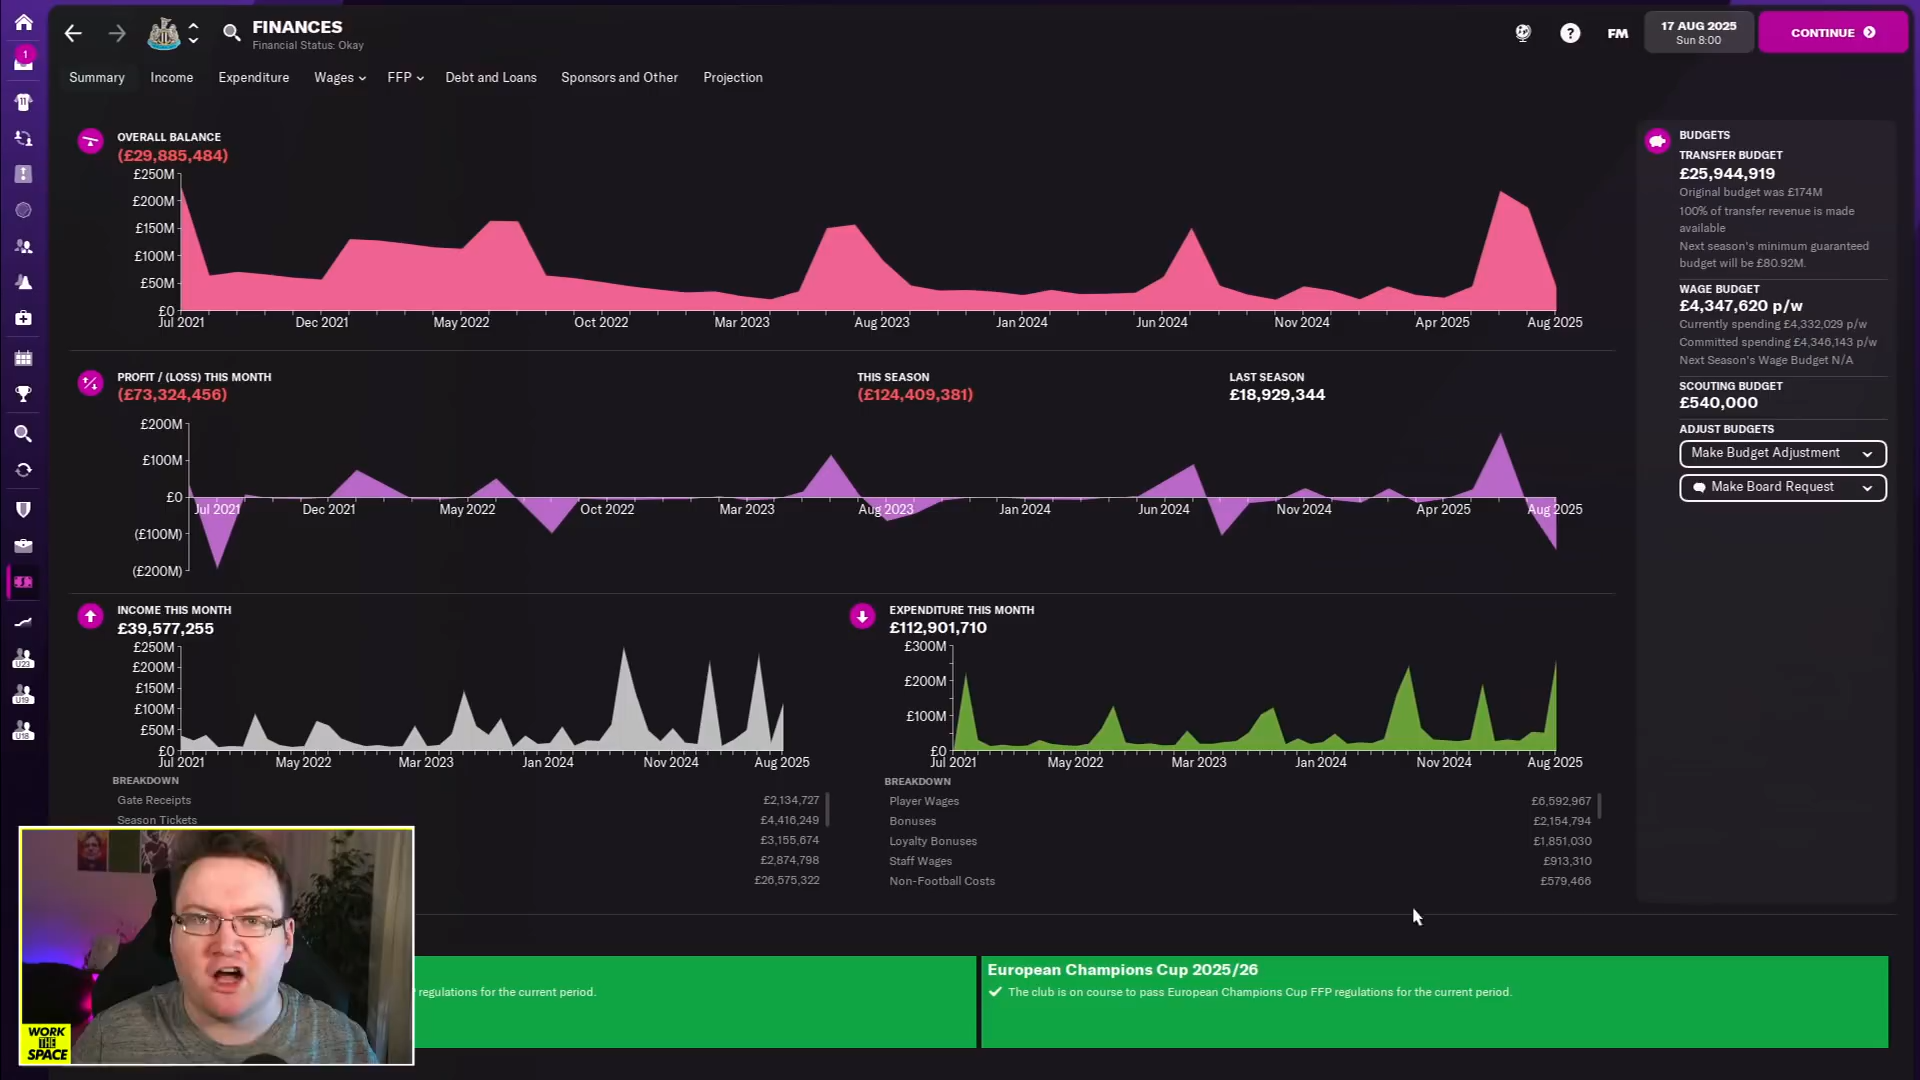 FINANCES
Financial Status: Okay
1
FM
17 AUG 2025
Sun 8:00
CONTINUE
Summary
Income
Expenditure
Wages
FFP
Debt and Loans
Sponsors and Other
Projection
OVERALL BALANCE
(£29,885,484)
£250M
£200M
£150M
£100M
£50M
£0
Jul 2021
Dec 2021
May 2022
Oct 2022
Mar 2023
Aug 2023
Jan 2024
Jun 2024
Nov 2024
Apr 2025
Aug 2025
PROFIT / (LOSS) THIS MONTH
(£73,324,456)
THIS SEASON
(£124,409,381)
LAST SEASON
£18,929,344
£200M
£100M
£0
(£100M)
(£200M)
Jul 2021
Dec 2021
May 2022
Oct 2022
Mar 2023
Aug 2023
Jan 2024
Jun 2024
Nov 2024
Apr 2025
Aug 2025
INCOME THIS MONTH
£39,577,255
£250M
£200M
£150M
£100M
£50M
£0
Jul 2021
May 2022
Mar 2023
Jan 2024
Nov 2024
Aug 2025
BREAKDOWN
Gate Receipts £2,134,727
Season Tickets £4,416,249
£3,155,674
£2,874,798
£26,575,322
EXPENDITURE THIS MONTH
£112,901,710
£300M
£200M
£100M
£0
Jul 2021
May 2022
Mar 2023
Jan 2024
Nov 2024
Aug 2025
BREAKDOWN
Player Wages £6,592,967
Bonuses £2,154,794
Loyalty Bonuses £1,851,030
Staff Wages £913,310
Non-Football Costs £579,466
BUDGETS
TRANSFER BUDGET
£25,944,919
Original budget was £174M
100% of transfer revenue is made
available
Next season's minimum guaranteed
budget will be £80.92M.
WAGE BUDGET
£4,347,620 p/w
Currently spending £4,332,029 p/w
Committed spending £4,346,143 p/w
Next Season's Wage Budget N/A
SCOUTING BUDGET
£540,000
ADJUST BUDGETS
Make Budget Adjustment
Make Board Request
U23
U19
U18
regulations for the current period.
European Champions Cup 2025/26
The club is on course to pass European Champions Cup FFP regulations for the current period.
WORK
THE
SPACE